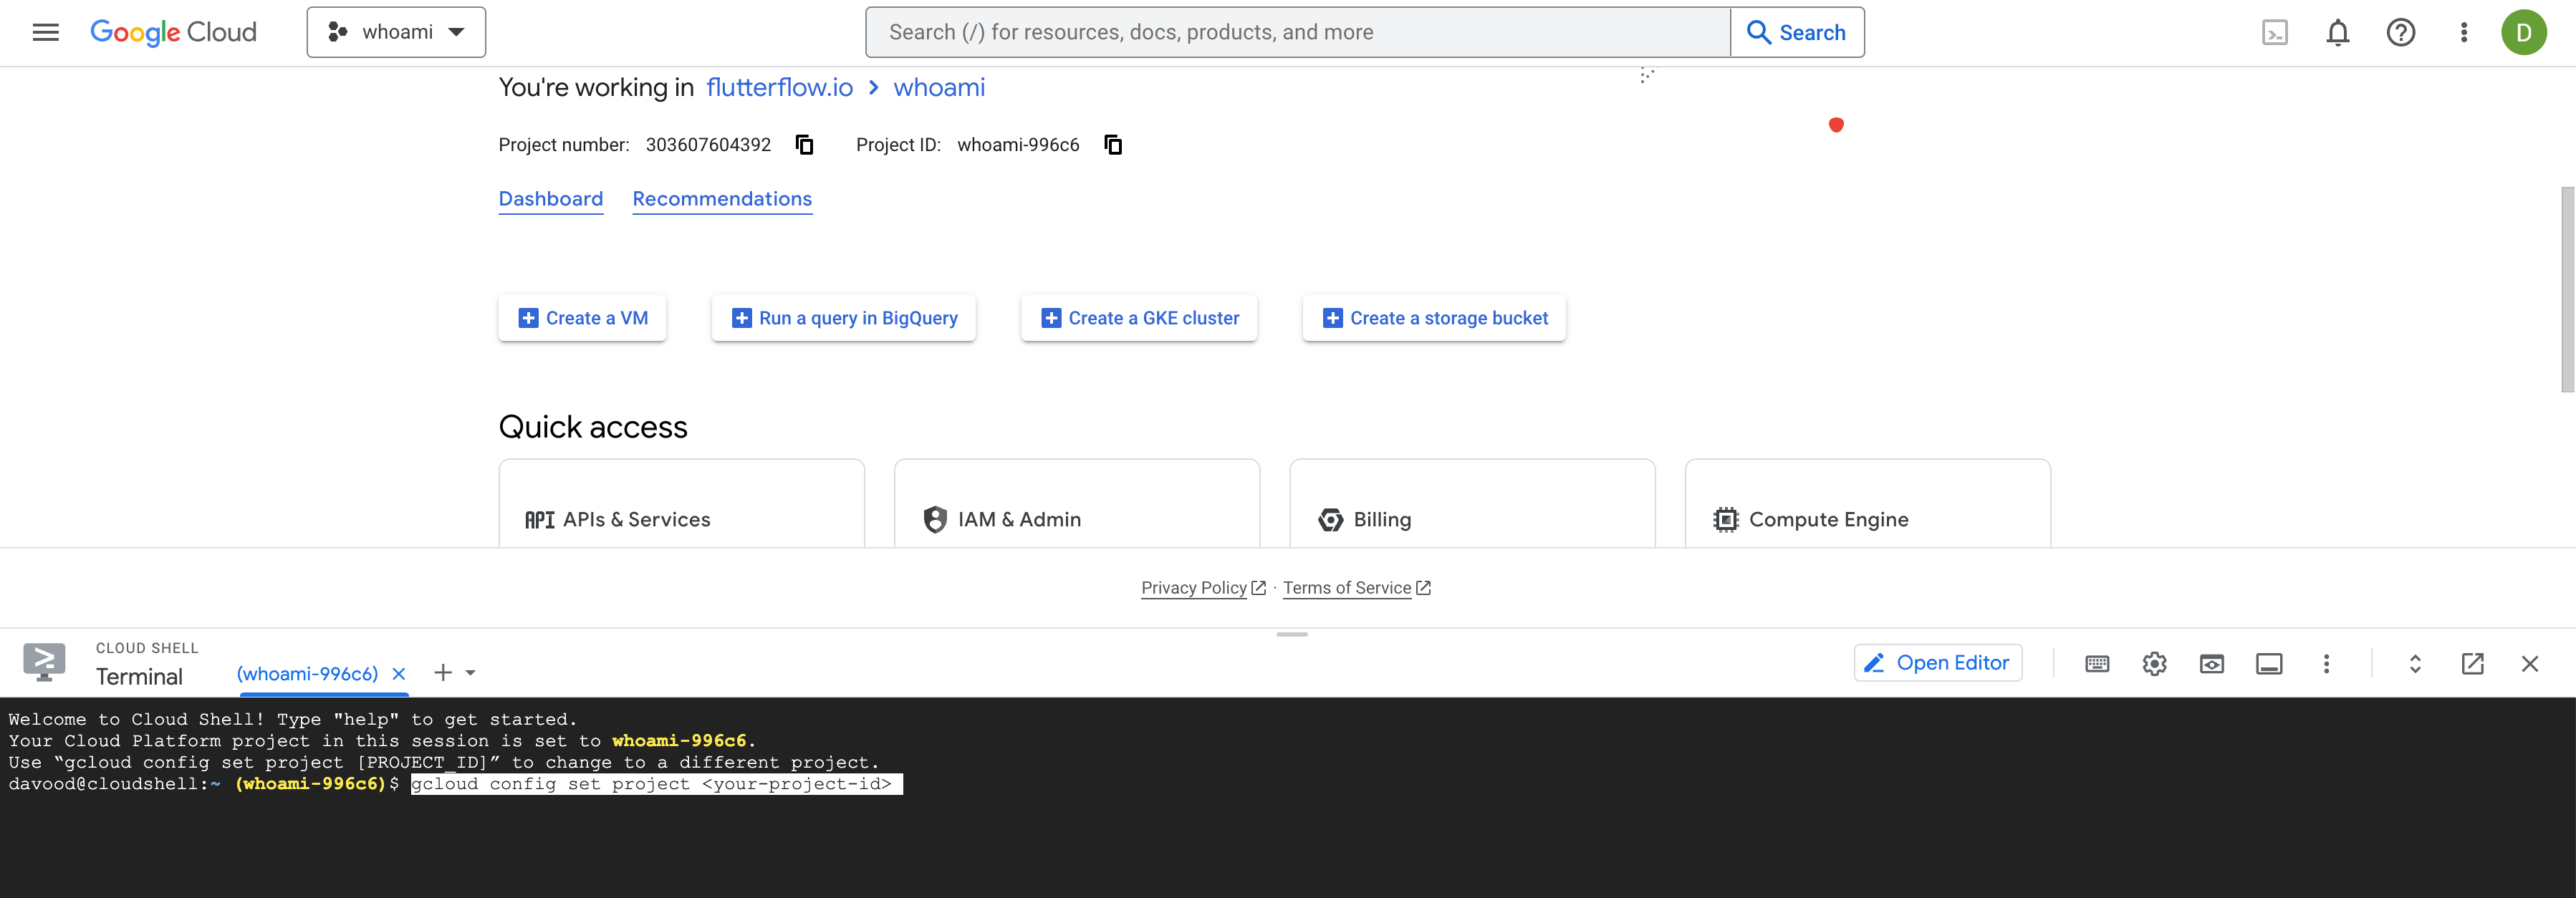 Google Cloud
whoami
Search (/) for resources, docs, products, and more
Search
D
You're working in flutterflow.io > whoami
Project number: 303607604392 Project ID: whoami-996c6
Dashboard Recommendations
Create a VM
Run a query in BigQuery
Create a GKE cluster
Create a storage bucket
Quick access
API APIs & Services
IAM & Admin
Billing
Compute Engine
Privacy Policy · Terms of Service
CLOUD SHELL
Terminal
(whoami-996c6)
Open Editor
Welcome to Cloud Shell! Type "help" to get started.
Your Cloud Platform project in this session is set to whoami-996c6.
Use “gcloud config set project [PROJECT_ID]” to change to a different project.
davood@cloudshell:~ (whoami-996c6)$ gcloud config set project <your-project-id>